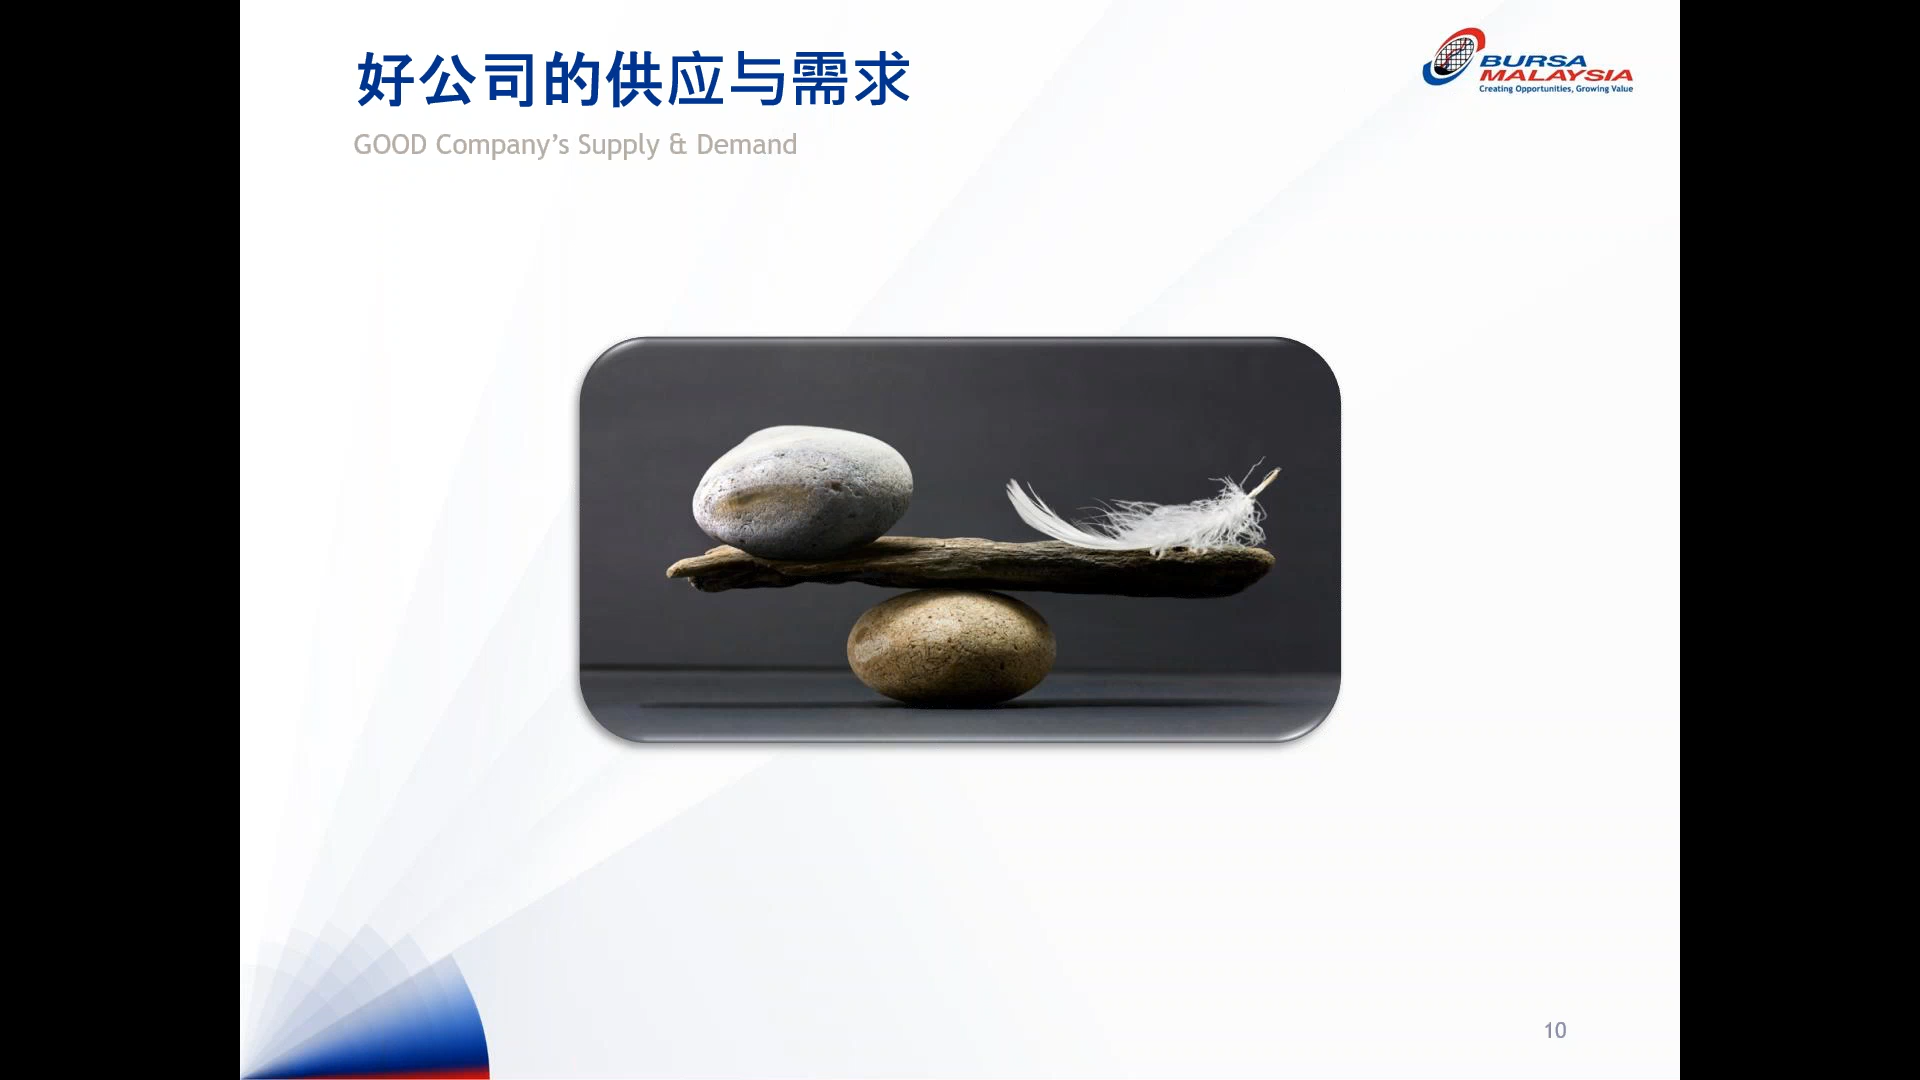 好公司的供应与需求
GOOD Company’s Supply & Demand
BURSA
MALAYSIA
Creating Opportunities, Growing Value
10